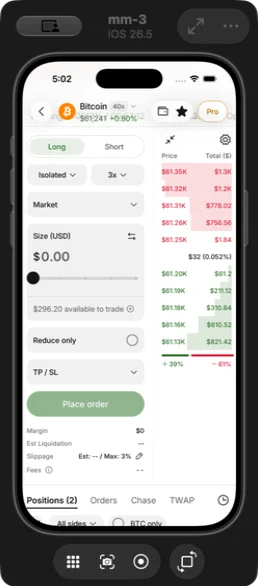 mm-3
iOS 26.5
5:02
Bitcoin 40x
$61,241 +0.80%
Pro
Long Short
Isolated 3x
Market
Size (USD)
$0.00
$296.20 available to trade
Reduce only
TP / SL
Place order
Margin $0
Est Liquidation --
Slippage Est: -- / Max: 3%
Fees --
Price Total ($)
$61.35K $1.3K
$61.32K $1.2K
$61.31K $778.02
$61.26K $756.56
$61.25K $1.84
$32 (0.052%)
$61.20K $61.2
$61.19K $211.12
$61.18K $310.84
$61.16K $610.52
$61.13K $821.42
+ 39% − 61%
Positions (2) Orders Chase TWAP
All sides BTC only